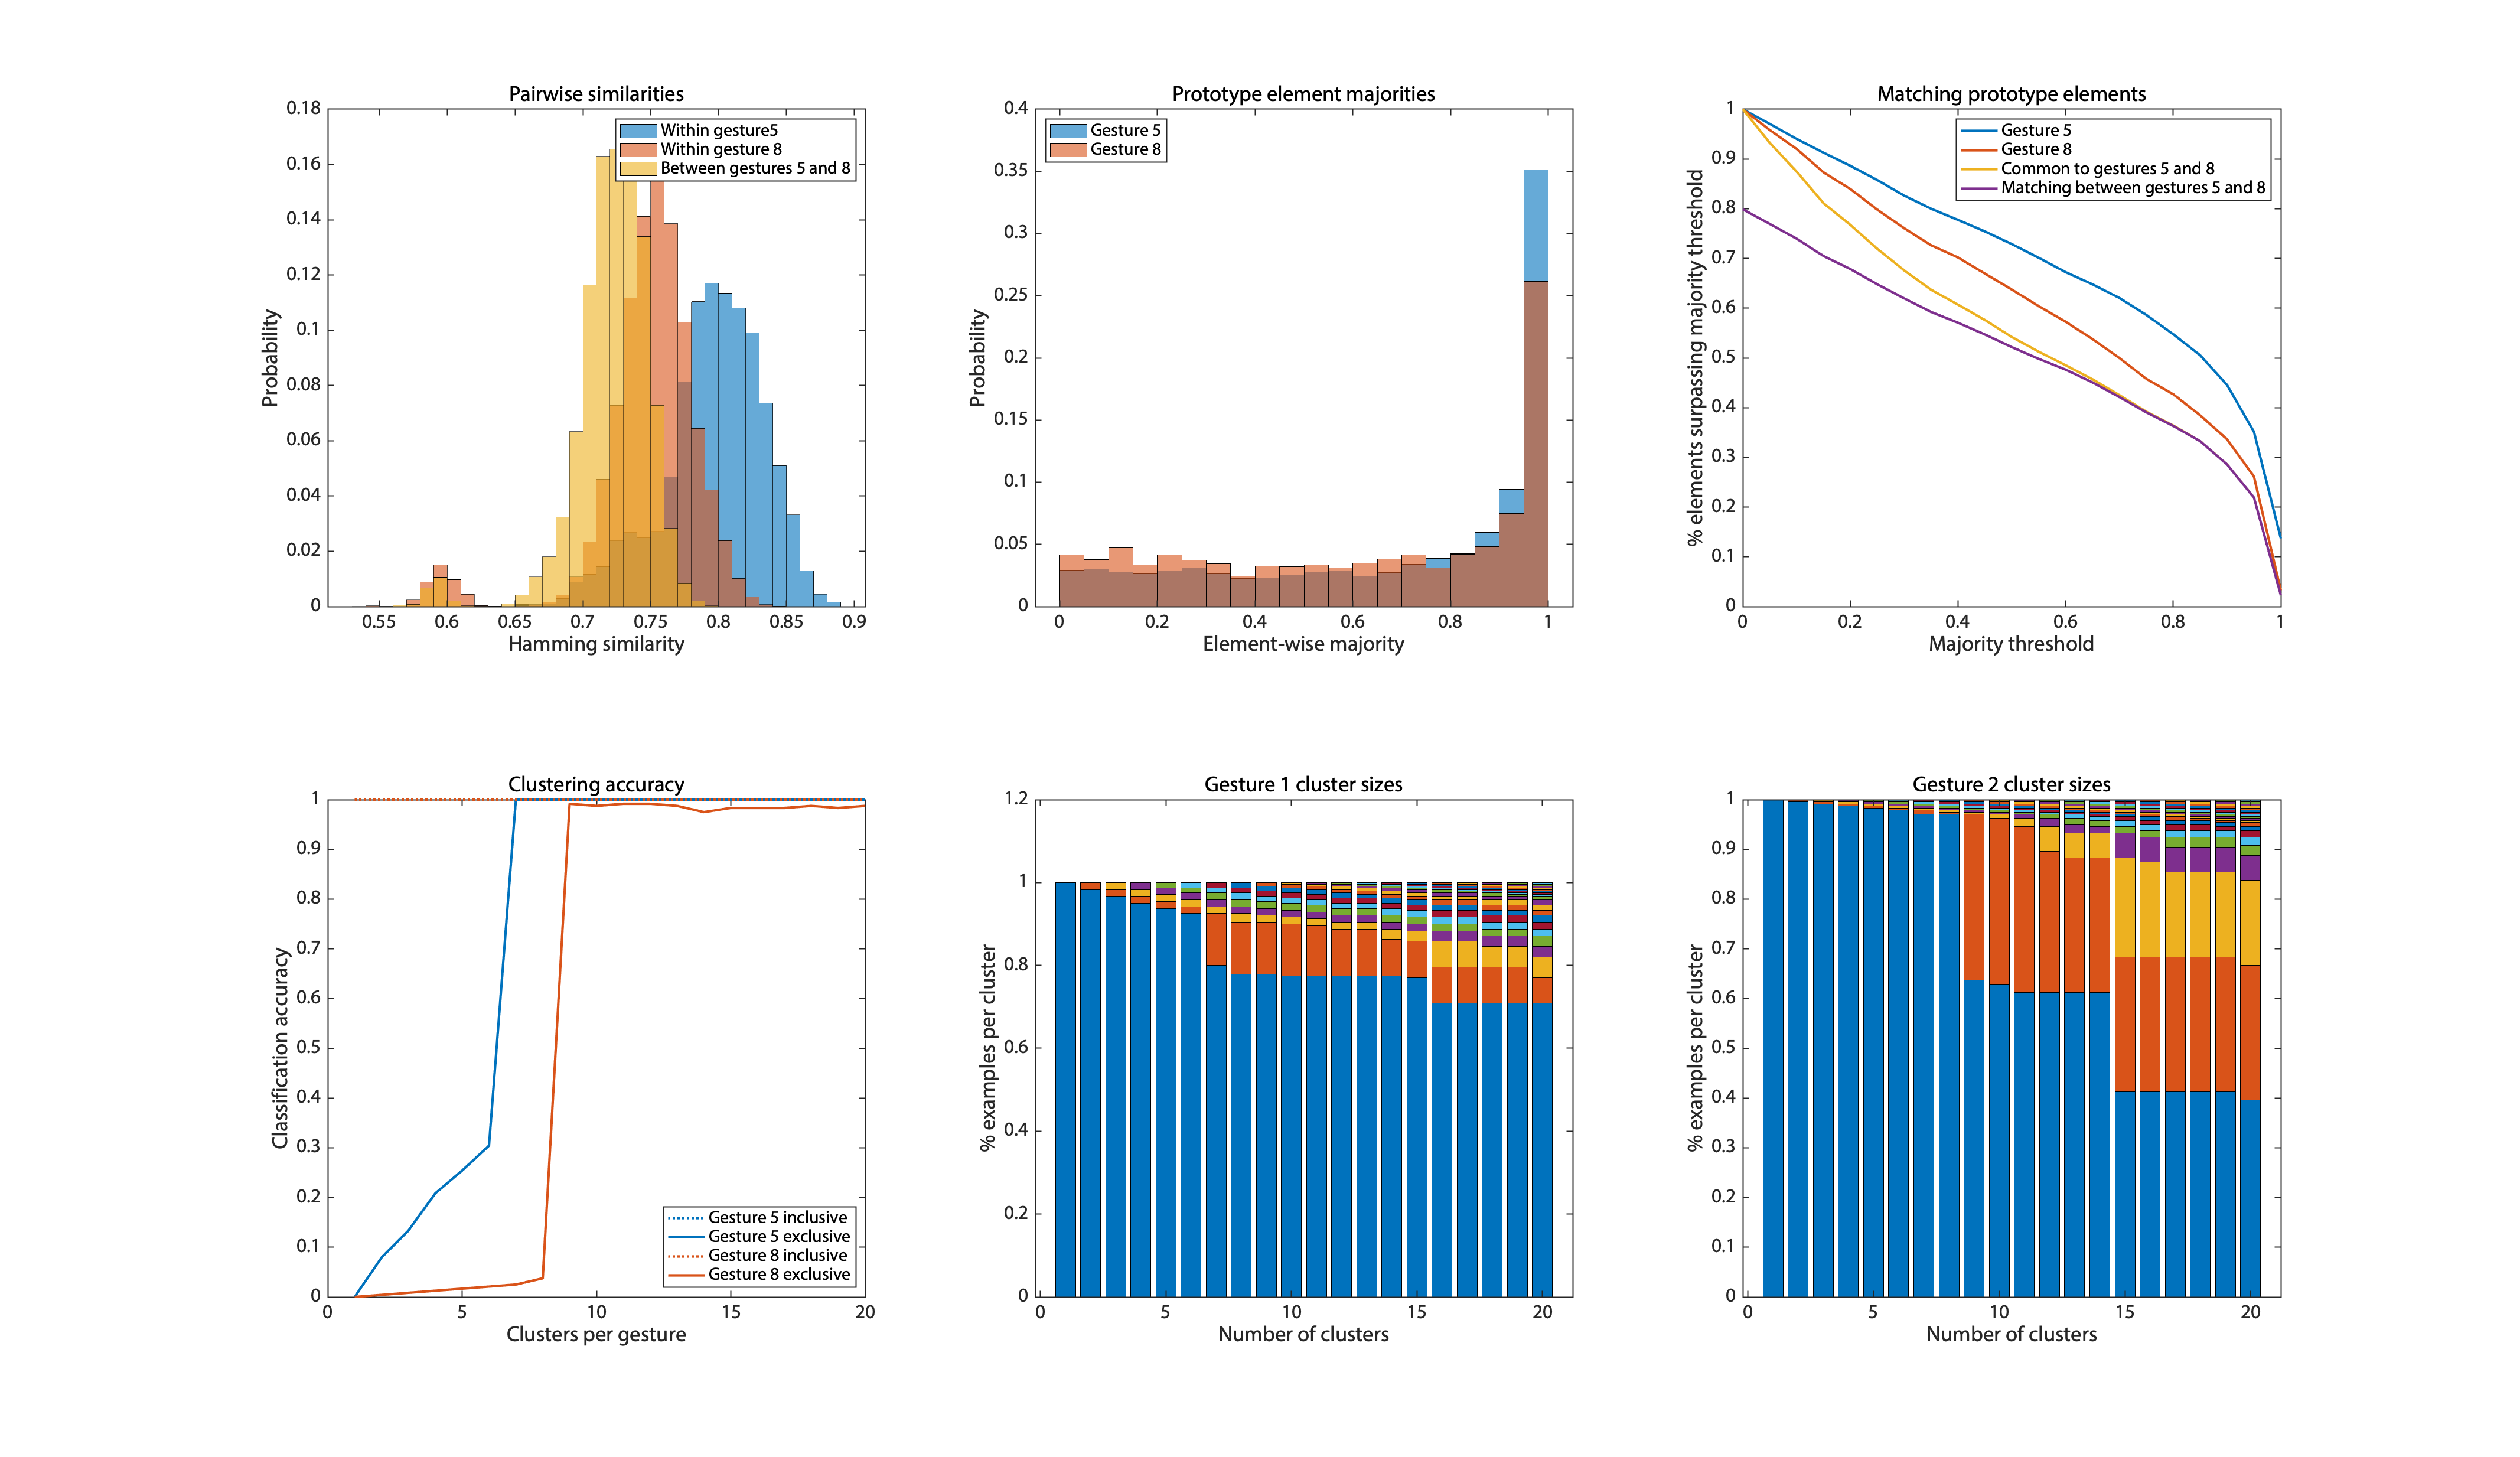 Pairwise similarities
0.18
0.16
0.14
0.12
0.1
0.08
0.06
0.04
0.02
0
Probability
Within gesture5
Within gesture 8
Between gestures 5 and 8
0.55 0.6 0.65 0.7 0.75 0.8 0.85 0.9
Hamming similarity
Prototype element majorities
0.4
0.35
0.3
0.25
0.2
0.15
0.1
0.05
0
Probability
Gesture 5
Gesture 8
0 0.2 0.4 0.6 0.8 1
Element-wise majority
Matching prototype elements
1
0.9
0.8
0.7
0.6
0.5
0.4
0.3
0.2
0.1
0
% elements surpassing majority threshold
Gesture 5
Gesture 8
Common to gestures 5 and 8
Matching between gestures 5 and 8
0 0.2 0.4 0.6 0.8 1
Majority threshold
Clustering accuracy
1
0.9
0.8
0.7
0.6
0.5
0.4
0.3
0.2
0.1
0
Classification accuracy
Gesture 5 inclusive
Gesture 5 exclusive
Gesture 8 inclusive
Gesture 8 exclusive
0 5 10 15 20
Clusters per gesture
Gesture 1 cluster sizes
1.2
1
0.8
0.6
0.4
0.2
0
% examples per cluster
0 5 10 15 20
Number of clusters
Gesture 2 cluster sizes
1
0.9
0.8
0.7
0.6
0.5
0.4
0.3
0.2
0.1
0
% examples per cluster
0 5 10 15 20
Number of clusters